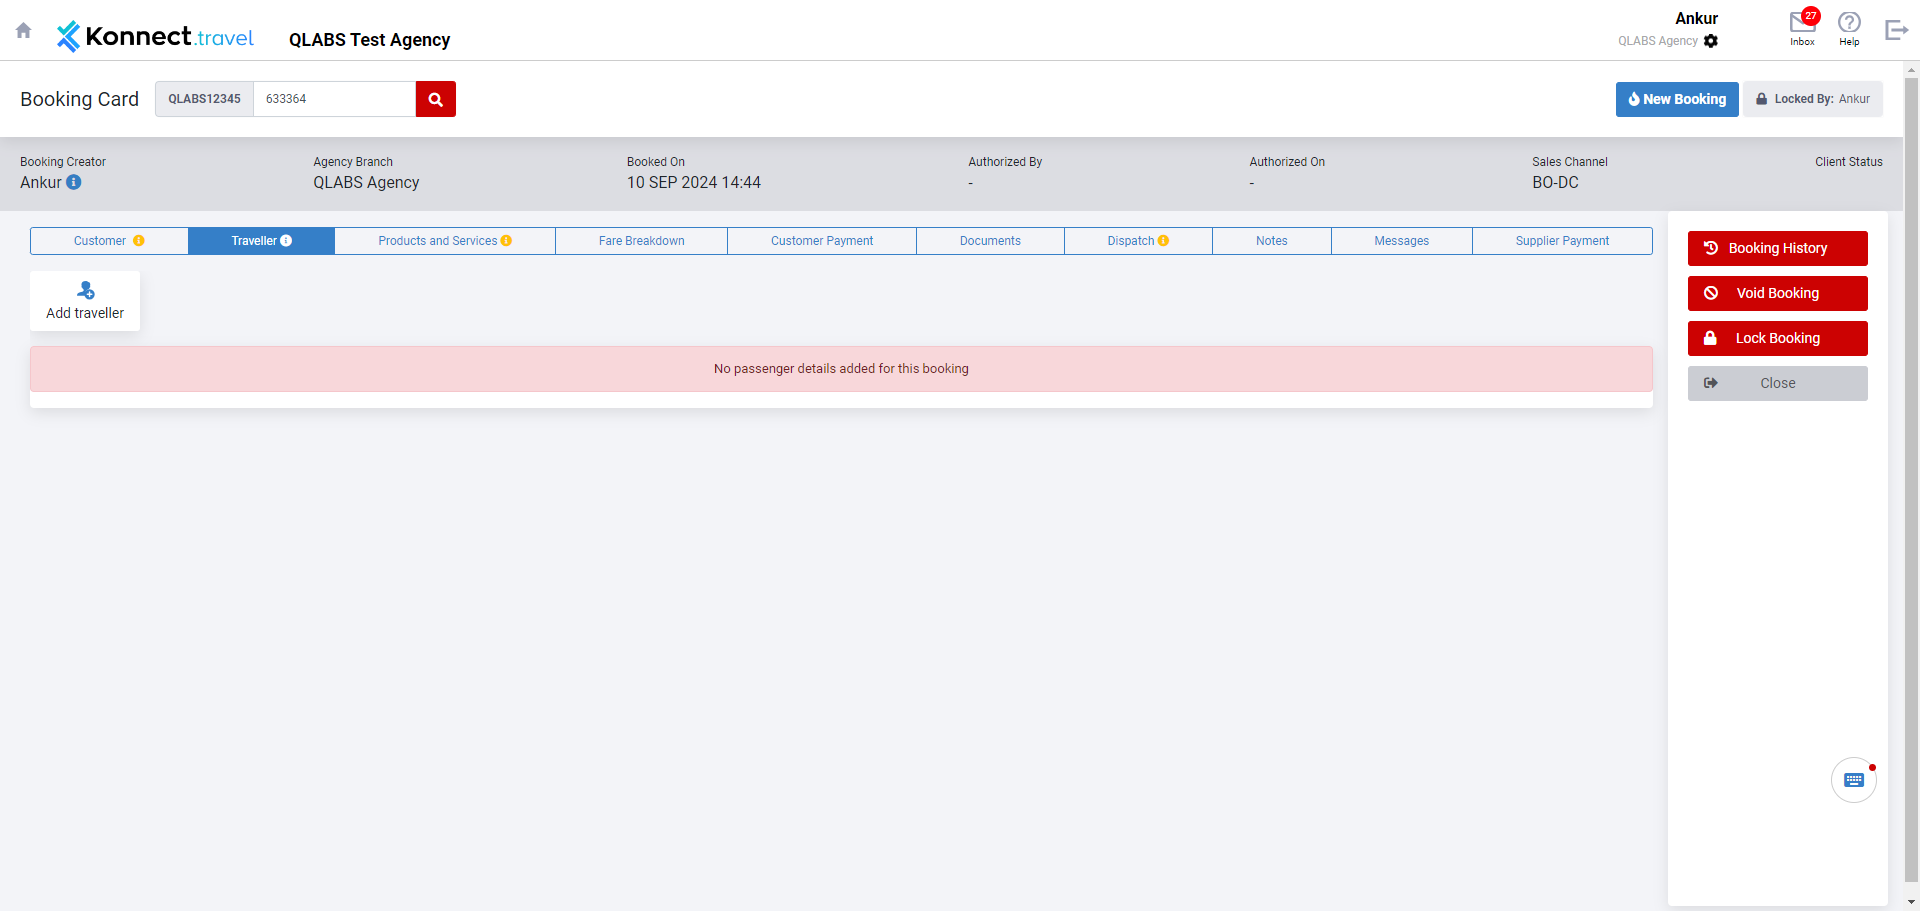 Konnect.travel
QLABS Test Agency
Ankur
QLABS Agency
27
Inbox
Help
Booking Card
QLABS12345
633364
New Booking
Locked By: Ankur
Booking Creator
Ankur
Agency Branch
QLABS Agency
Booked On
10 SEP 2024 14:44
Authorized By
-
Authorized On
-
Sales Channel
BO-DC
Client Status
Customer
Traveller
Products and Services
Fare Breakdown
Customer Payment
Documents
Dispatch
Notes
Messages
Supplier Payment
Add traveller
No passenger details added for this booking
Booking History
Void Booking
Lock Booking
Close